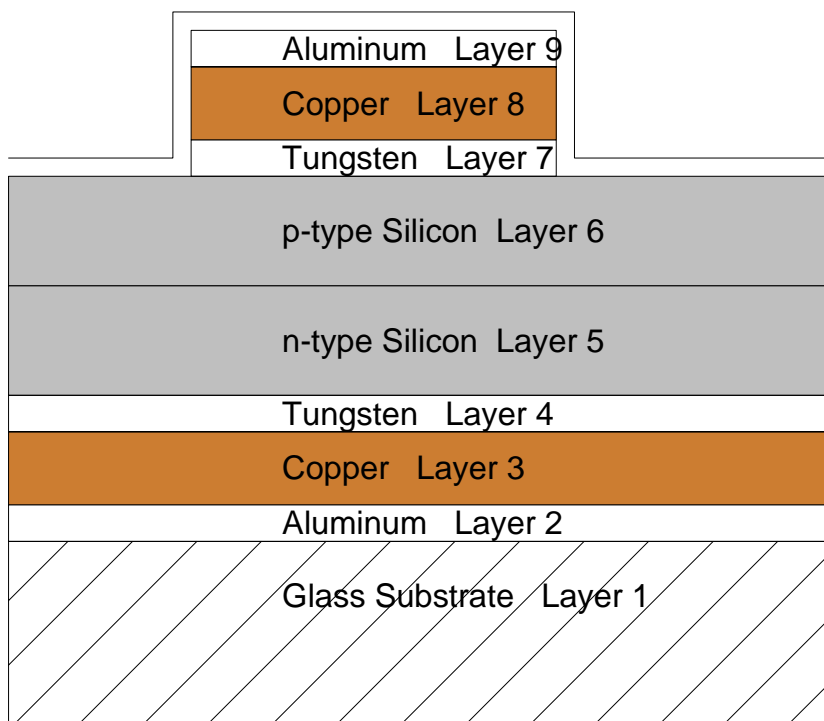 Aluminum Layer 9
Copper Layer 8
Tungsten Layer 7
p-type Silicon Layer 6
n-type Silicon Layer 5
Tungsten Layer 4
Copper Layer 3
Aluminum Layer 2
Glass Substrate Layer 1